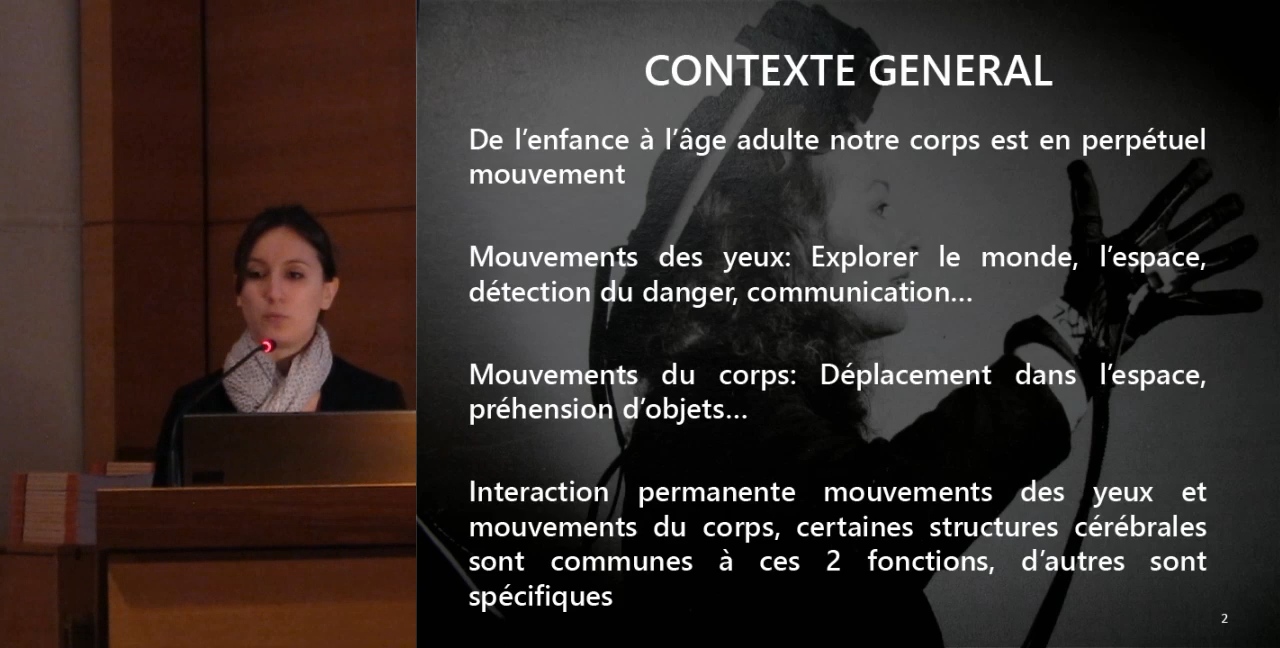 CONTEXTE GENERAL
De l’enfance à l’âge adulte notre corps est en perpétuel
mouvement
Mouvements des yeux: Explorer le monde, l’espace,
détection du danger, communication...
Mouvements du corps: Déplacement dans l’espace,
préhension d’objets...
Interaction permanente mouvements des yeux et
mouvements du corps, certaines structures cérébrales
sont communes à ces 2 fonctions, d’autres sont
spécifiques
2